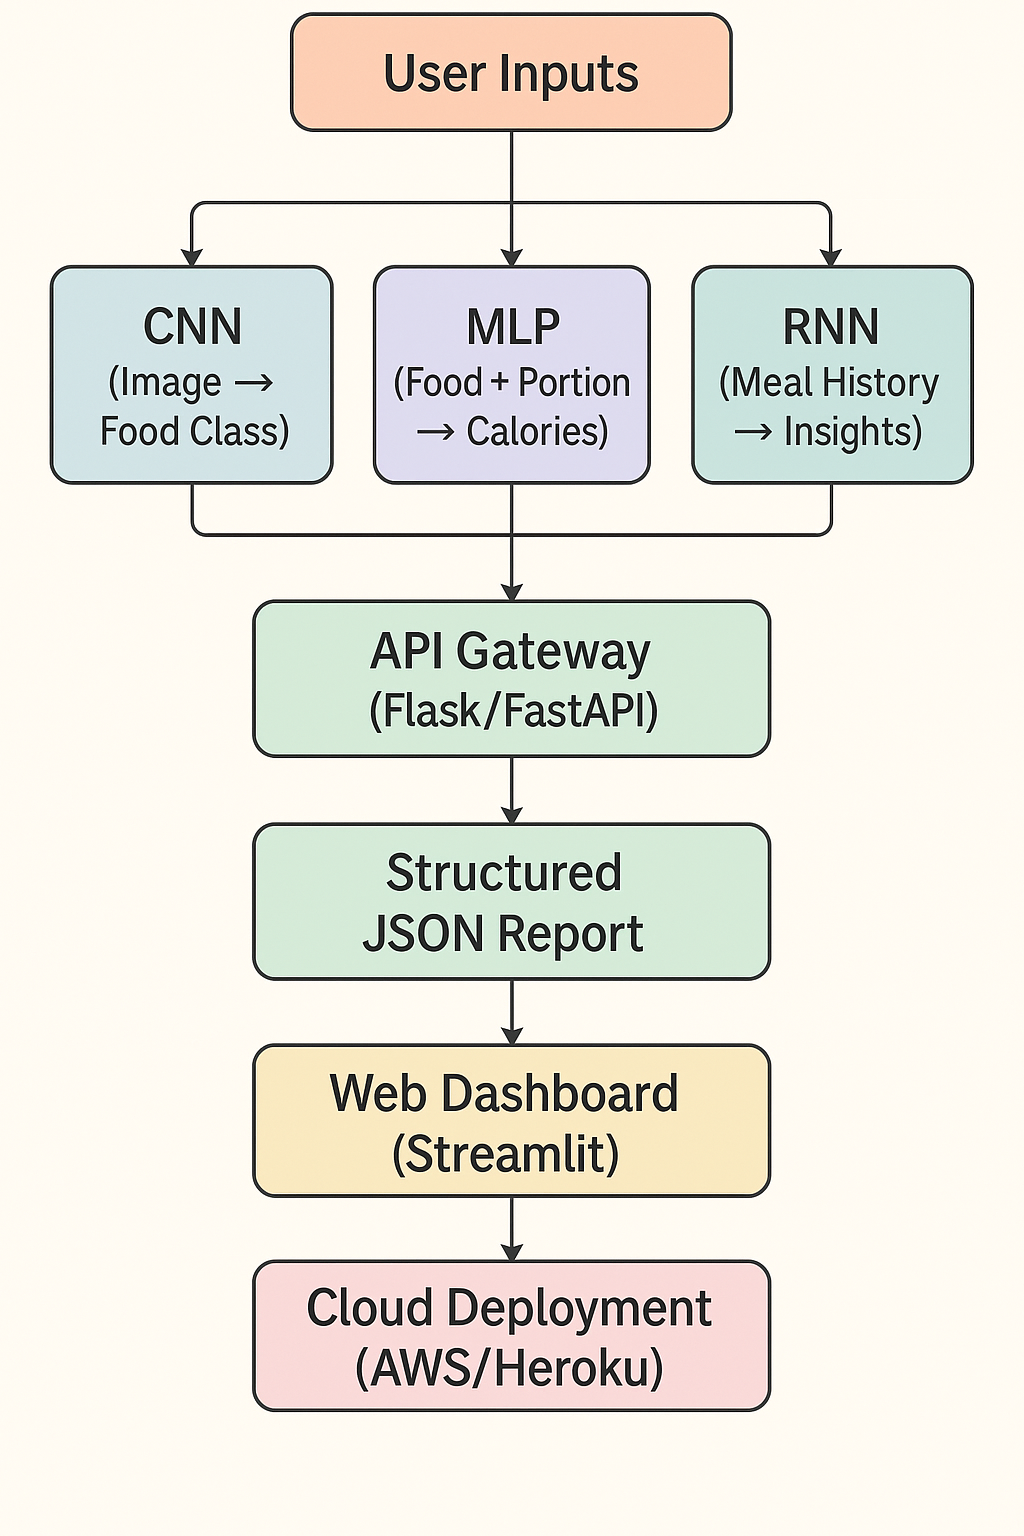 User Inputs
CNN
(Image →
Food Class)
MLP
(Food + Portion
→ Calories)
RNN
(Meal History
→ Insights)
API Gateway
(Flask/FastAPI)
Structured
JSON Report
Web Dashboard
(Streamlit)
Cloud Deployment
(AWS/Heroku)